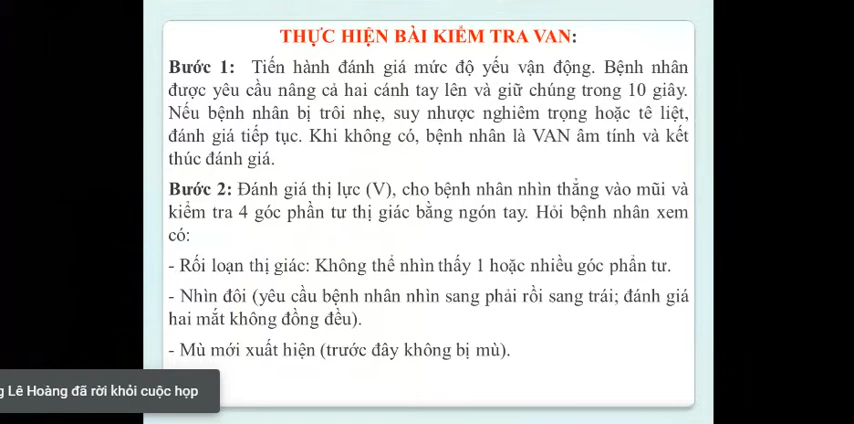 THỰC HIỆN BÀI KIỂM TRA VAN:
Bước 1: Tiến hành đánh giá mức độ yếu vận động. Bệnh nhân
được yêu cầu nâng cả hai cánh tay lên và giữ chúng trong 10 giây.
Nếu bệnh nhân bị trôi nhẹ, suy nhược nghiêm trọng hoặc tê liệt,
đánh giá tiếp tục. Khi không có, bệnh nhân là VAN âm tính và kết
thúc đánh giá.
Bước 2: Đánh giá thị lực (V), cho bệnh nhân nhìn thẳng vào mũi và
kiểm tra 4 góc phần tư thị giác bằng ngón tay. Hỏi bệnh nhân xem
có:
- Rối loạn thị giác: Không thể nhìn thấy 1 hoặc nhiều góc phần tư.
- Nhìn đôi (yêu cầu bệnh nhân nhìn sang phải rồi sang trái; đánh giá
hai mắt không đồng đều).
- Mù mới xuất hiện (trước đây không bị mù).
g Lê Hoàng đã rời khỏi cuộc họp